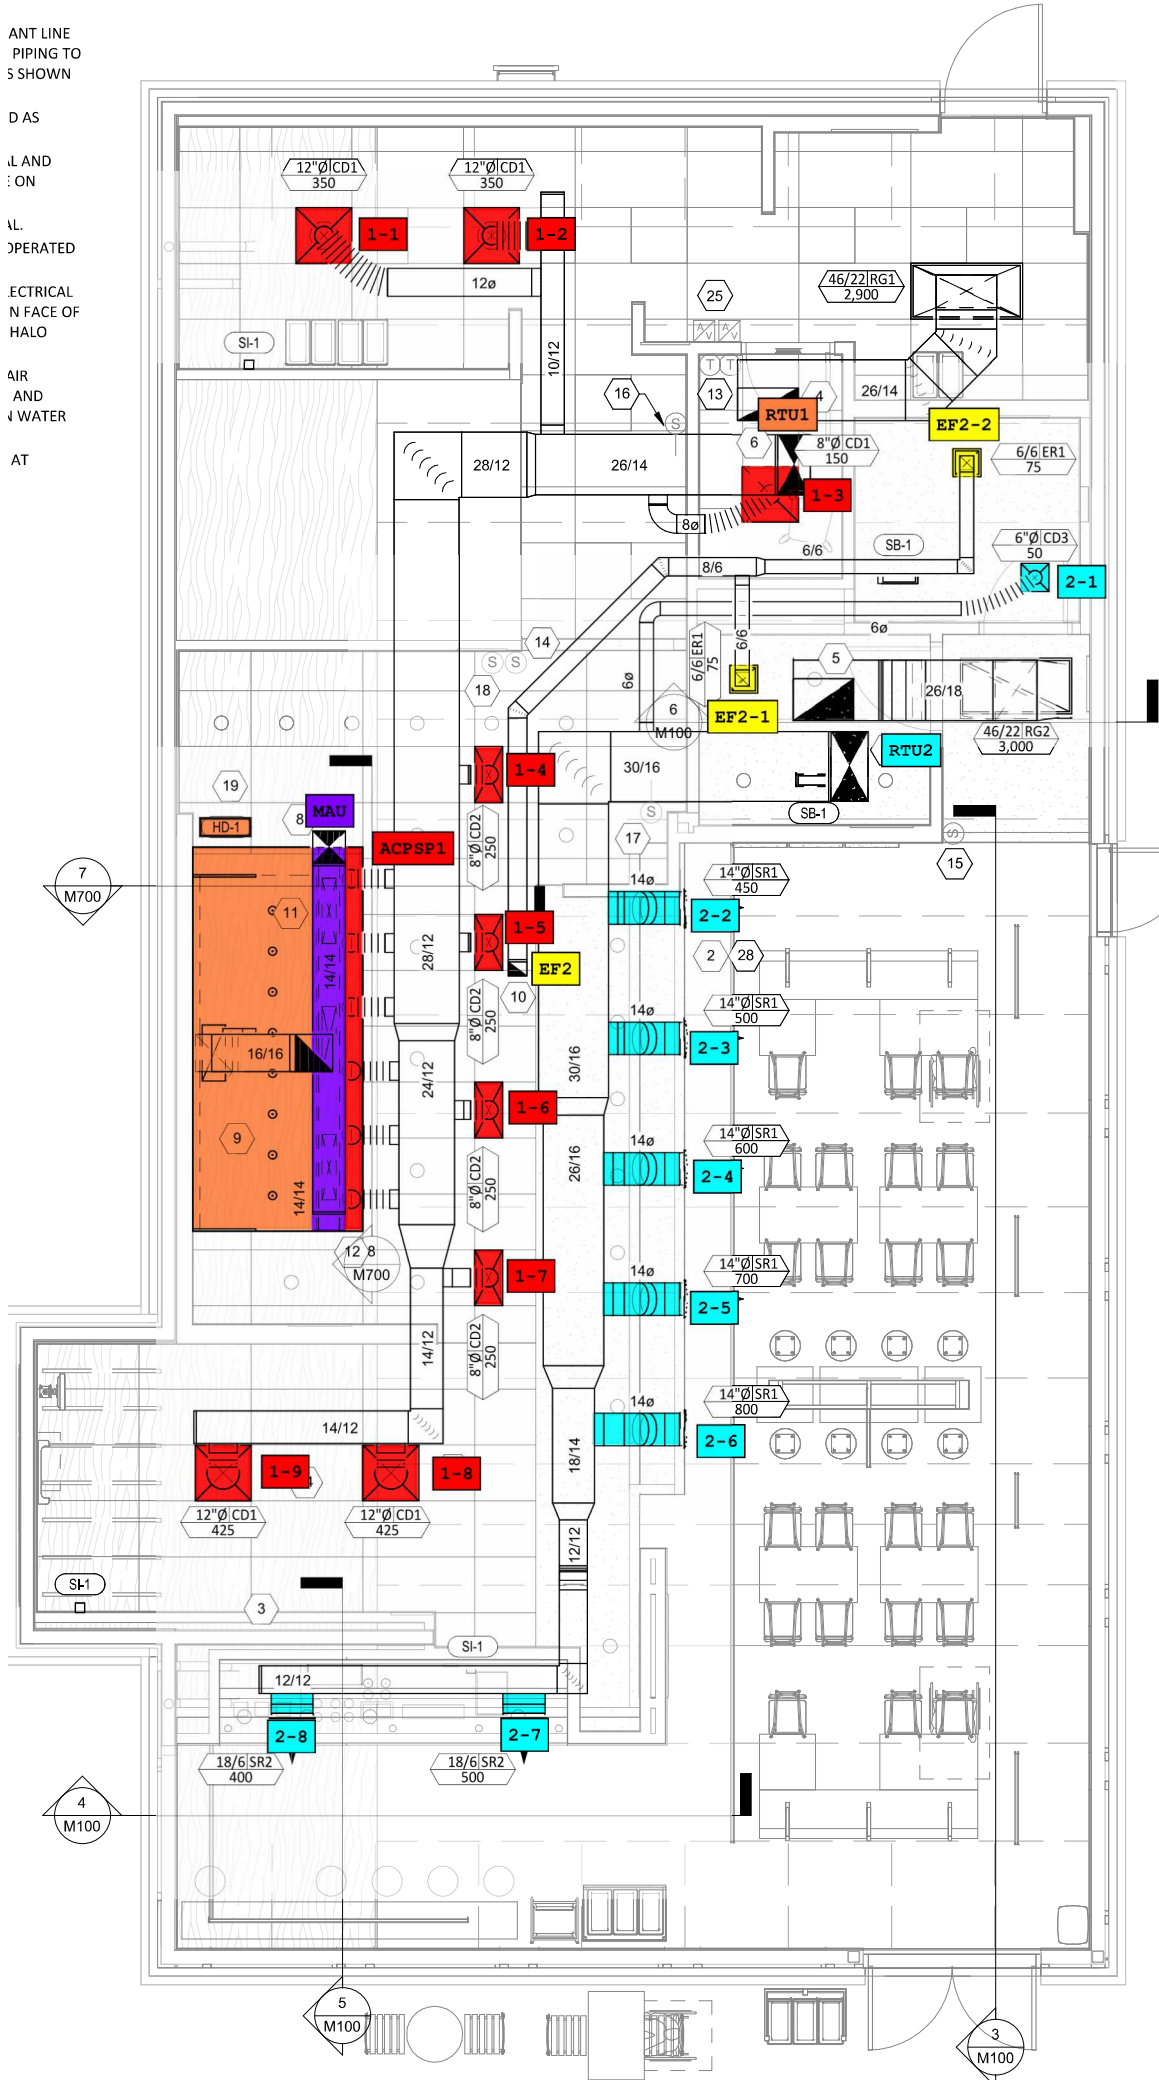 ANT LINE
PIPING TO
S SHOWN
D AS
AL AND
E ON
AL.
OPERATED
ECTRICAL
N FACE OF
HALO
AIR
AND
N WATER
AT
12"Ø CD1
350
12"Ø CD1
350
1-1
1-2
12ø
46/22 RG1
2,900
25
A/V A/V
SI-1
10/12
T T
16
13
4
26/14
S
RTU1
EF2-2
6
8"Ø CD1
150
6/6 ER1
75
28/12
26/14
1-3
8ø
6/6
SB-1
6"Ø CD3
50
8/6
2-1
6ø
14
6/6 ER1
75
6/6
5
S S
18
6ø
26/18
6
M100
EF2-1
46/22 RG2
3,000
RTU2
1-4
30/16
19
MAU
8
SB-1
HD-1
S
ACPSP1
8"Ø CD2
250
17
S
15
7
M700
14ø
14"Ø SR1
450
11
2-2
1-5
28/12
14/14
2
28
EF2
10
8"Ø CD2
250
14ø
14"Ø SR1
500
16/16
2-3
30/16
24/12
1-6
9
14ø
14"Ø SR1
600
26/16
2-4
8"Ø CD2
250
14/14
12
8
M700
14ø
14"Ø SR1
700
1-7
2-5
14/12
8"Ø CD2
250
14ø
14"Ø SR1
800
14/12
2-6
18/14
1-9
4
1-8
12"Ø CD1
425
12"Ø CD1
425
12/12
SI-1
3
SI-1
12/12
2-8
2-7
18/6 SR2
400
18/6 SR2
500
4
M100
5
M100
3
M100